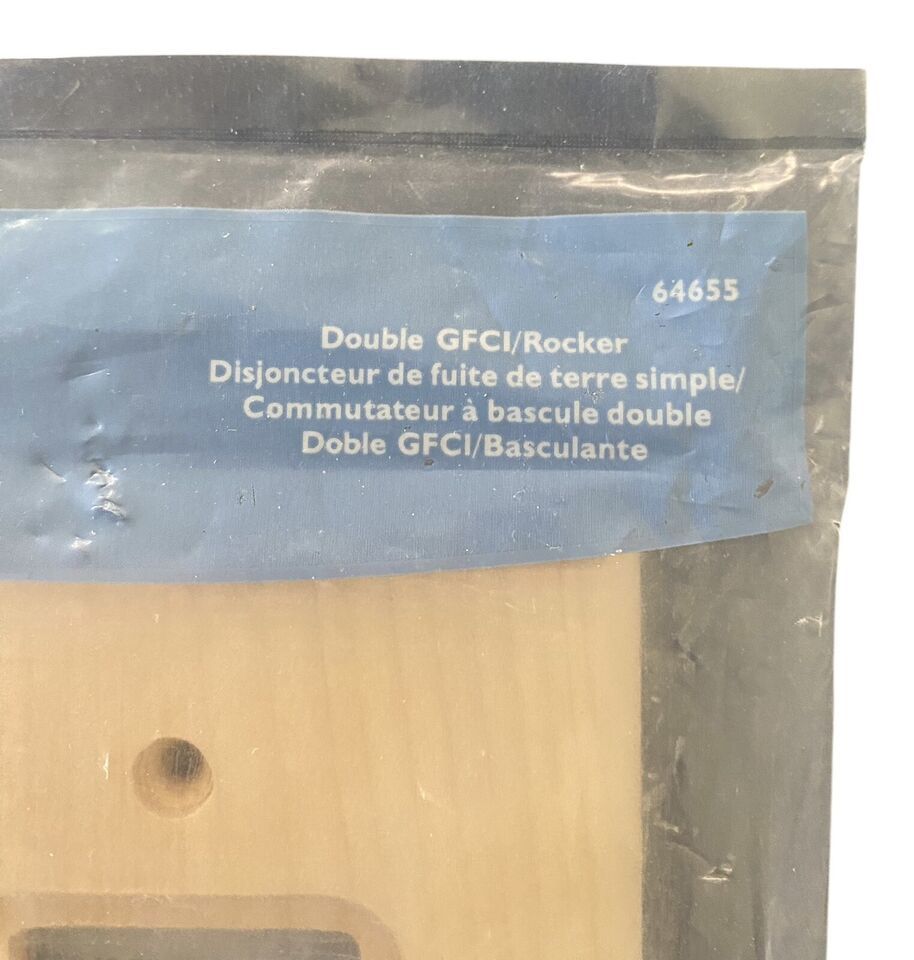 64655
Double GFCI/Rocker
Disjoncteur de fuite de terre simple/
Commutateur à bascule double
Doble GFCI/Basculante